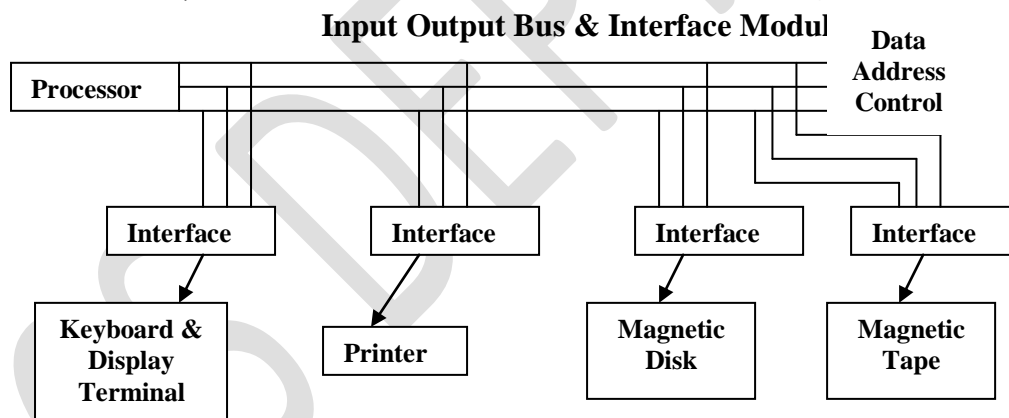 Input Output Bus & Interface Modul
Data
Address
Control
Processor
Interface
Interface
Interface
Interface
Keyboard &
Display
Terminal
Printer
Magnetic
Disk
Magnetic
Tape